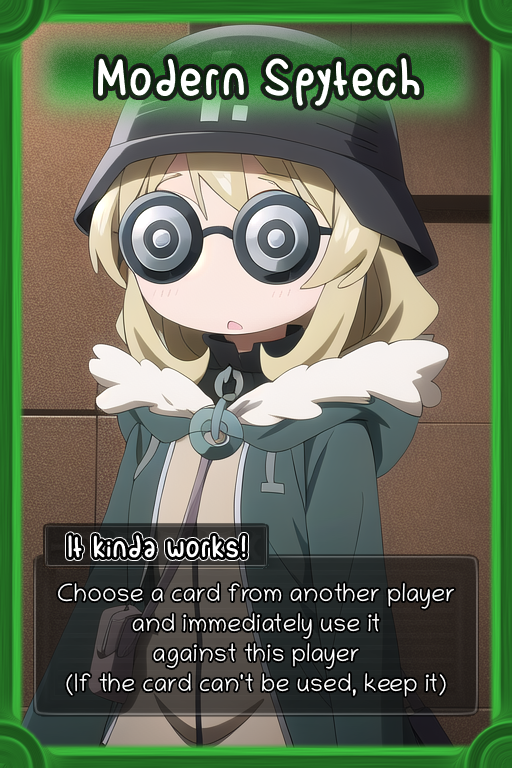 Modern Spytech
It kinda works!
Choose a card from another player
and immediately use it
against this player
(If the card can't be used, keep it)